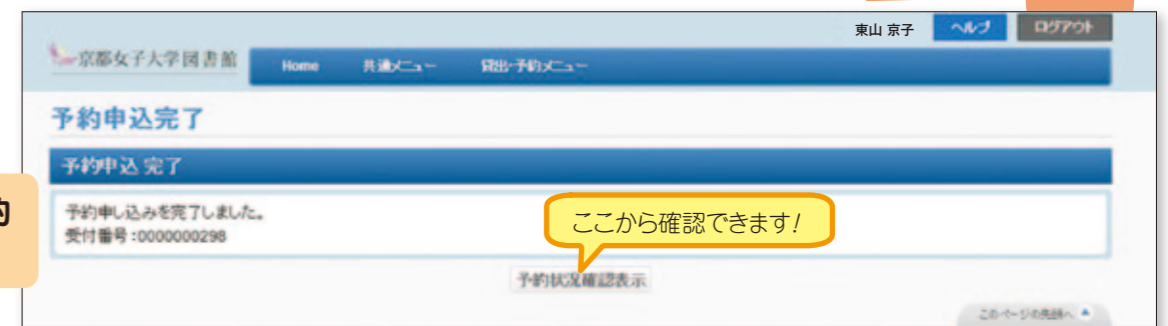 東山 京子 ヘルプ ログアウト
京都女子大学図書館
Home 共通メニュー 貸出・予約メニュー
予約申込完了
予約申込 完了
約
予約申し込みを完了しました。
受付番号:0000000298
ここから確認できます!
予約状況確認表示
このページの先頭へ